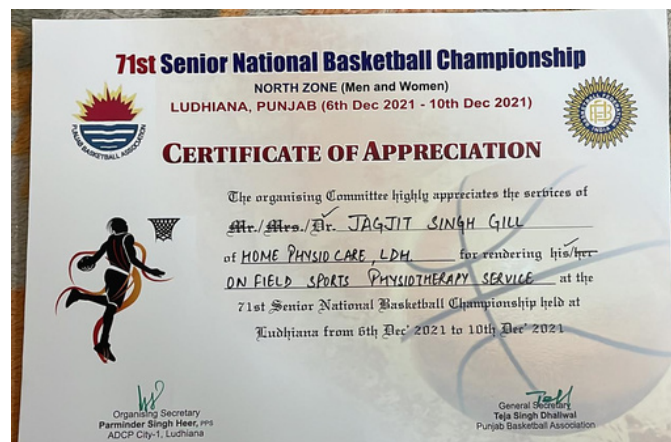 71st Senior National Basketball Championship
NORTH ZONE (Men and Women)
LUDHIANA, PUNJAB (6th Dec 2021 - 10th Dec 2021)
PUNJAB BASKETBALL ASSOCIATION
INDIA
CERTIFICATE OF APPRECIATION
The organising Committee highly appreciates the services of
Mr./Mrs./Dr. JAGJIT SINGH GILL
of HOME PHYSIO CARE, LDH. for rendering his/her
ON FIELD SPORTS PHYSIOTHERAPY SERVICE at the
71st Senior National Basketball Championship held at
Ludhiana from 6th Dec' 2021 to 10th Dec' 2021
Organising Secretary
Parminder Singh Heer, PPS
ADCP City-1, Ludhiana
General Secretary
Teja Singh Dhaliwal
Punjab Basketball Association